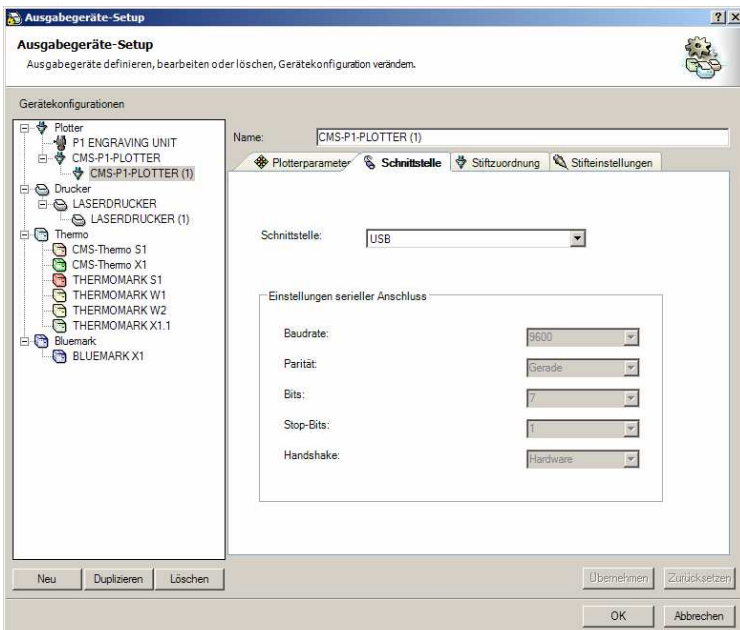 Ausgabegeräte-Setup
Ausgabegeräte-Setup
Ausgabegeräte definieren, bearbeiten oder löschen, Gerätekonfiguration verändern.
Gerätekonfigurationen
Plotter
P1 ENGRAVING UNIT
CMS-P1-PLOTTER
CMS-P1-PLOTTER (1)
Drucker
LASERDRUCKER
LASERDRUCKER (1)
Thermo
CMS-Thermo S1
CMS-Thermo X1
THERMOMARK S1
THERMOMARK W1
THERMOMARK W2
THERMOMARK X1.1
Bluemark
BLUEMARK X1
Neu Duplizieren Löschen
Name: CMS-P1-PLOTTER (1)
Plotterparameter Schnittstelle Stiftzuordnung Stifteinstellungen
Schnittstelle: USB
Einstellungen serieller Anschluss
Baudrate: 9600
Parität: Gerade
Bits: 7
Stop-Bits: 1
Handshake: Hardware
Übernehmen Zurücksetzen
OK Abbrechen